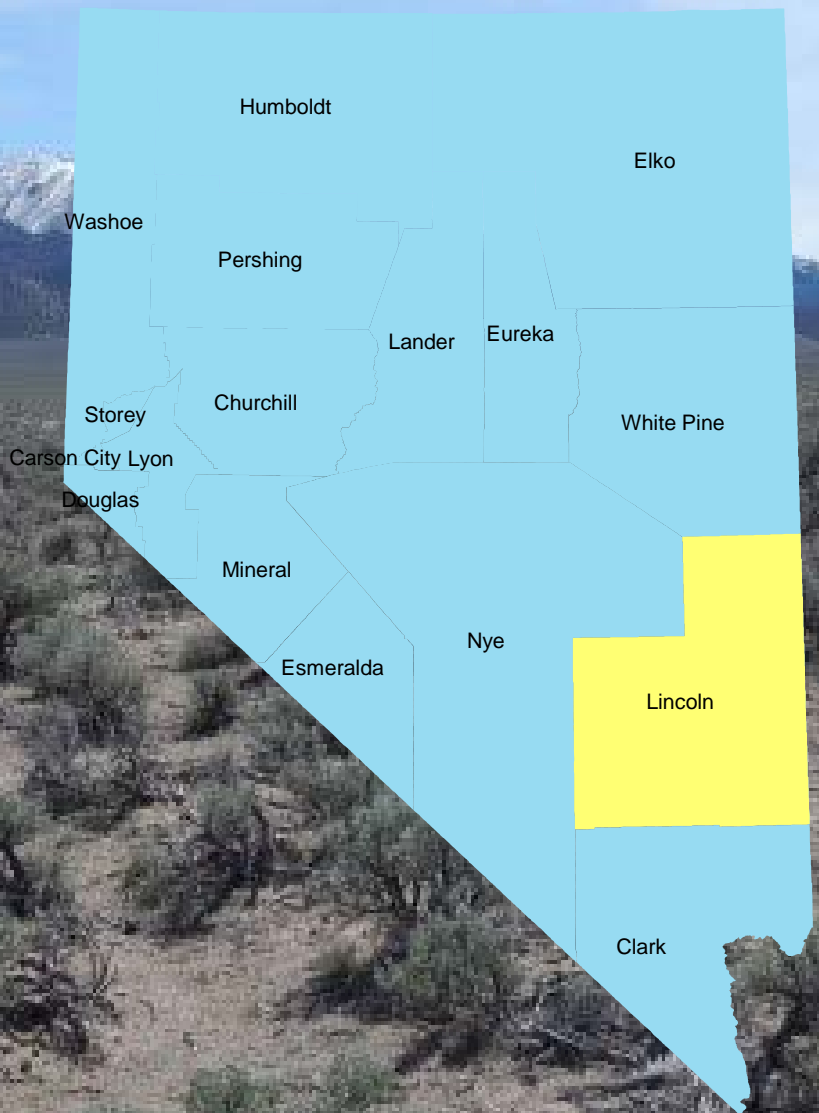 Humboldt
Elko
Washoe
Pershing
Lander
Eureka
Storey
Churchill
White Pine
Carson City Lyon
Douglas
Mineral
Nye
Esmeralda
Lincoln
Clark